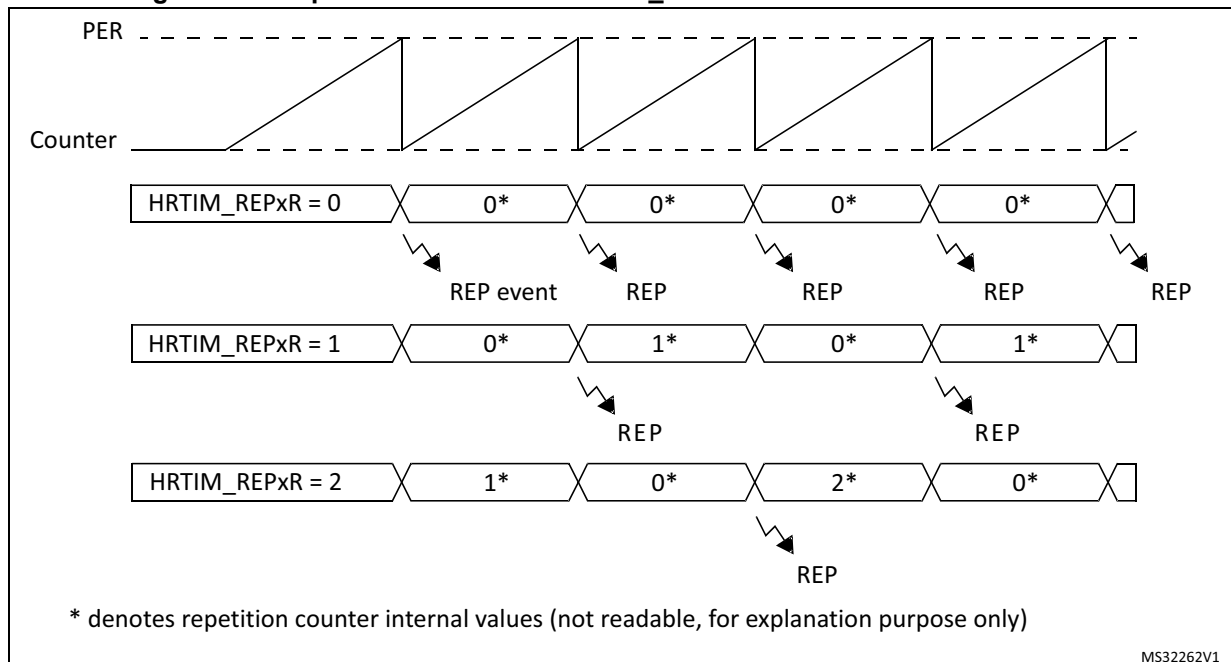 PER
Counter
HRTIM_REPxR = 0 0* 0* 0* 0*
REP event REP REP REP REP
HRTIM_REPxR = 1 0* 1* 0* 1*
REP REP
HRTIM_REPxR = 2 1* 0* 2* 0*
REP
* denotes repetition counter internal values (not readable, for explanation purpose only)
MS32262V1